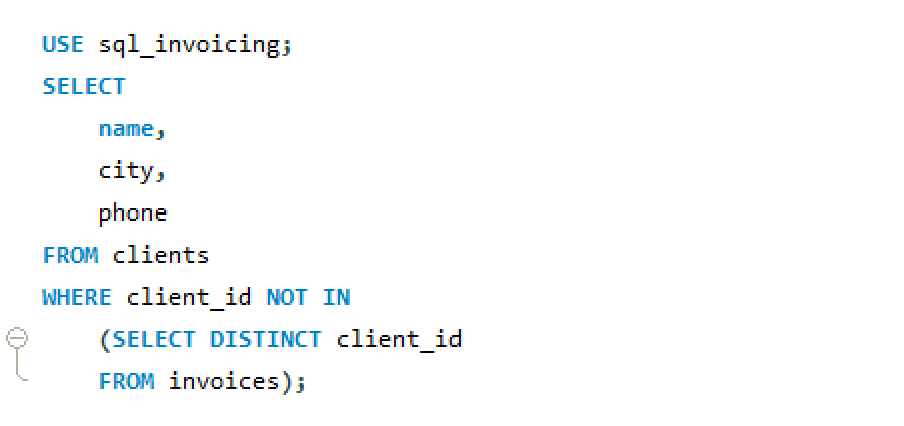 USE sql_invoicing;
SELECT
name,
city,
phone
FROM clients
WHERE client_id NOT IN
(SELECT DISTINCT client_id
FROM invoices);